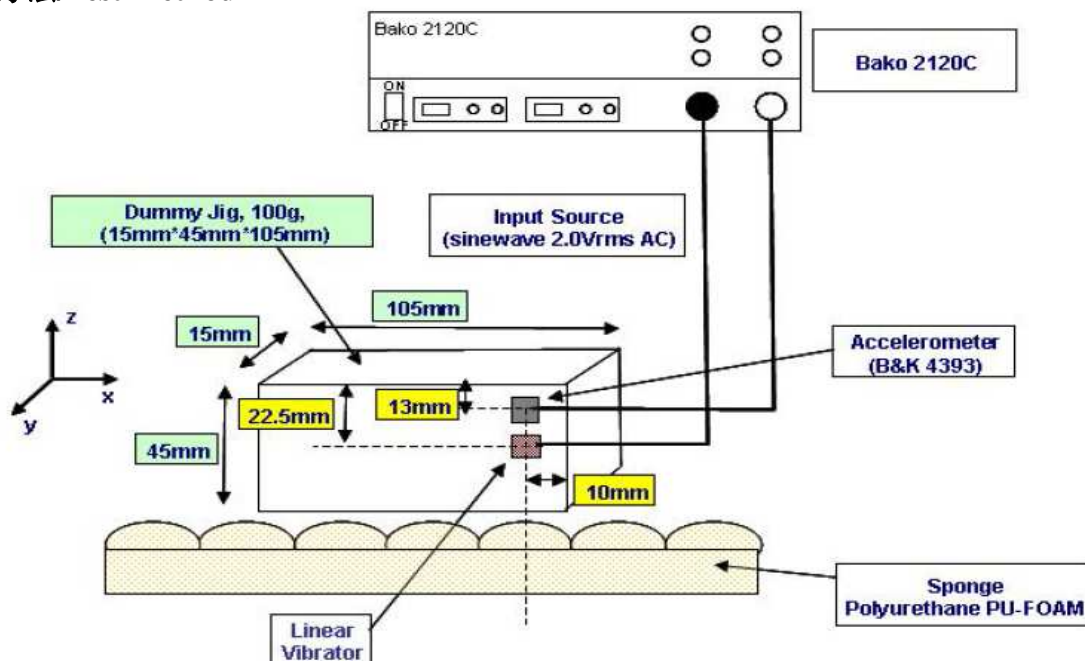 Bako 2120C
Bako 2120C
ON
OFF
Dummy Jig, 100g,
(15mm*45mm*105mm)
Input Source
(sinewave 2.0Vrms AC)
105mm
15mm
z
x
y
Accelerometer
(B&K 4393)
13mm
22.5mm
45mm
10mm
Sponge
Polyurethane PU-FOAM
Linear
Vibrator